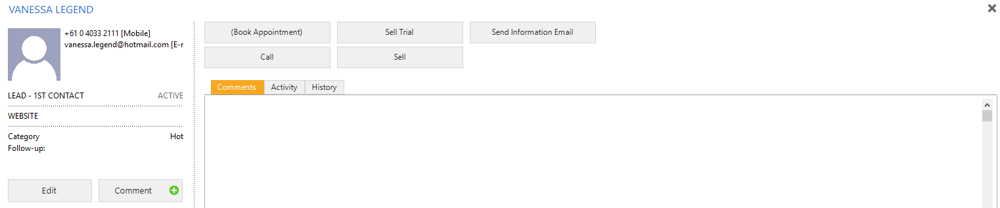 VANESSA LEGEND
+61 0 4033 2111 [Mobile]
vanessa.legend@hotmail.com [E-r
LEAD - 1ST CONTACT ACTIVE
WEBSITE
Category Hot
Follow-up:
Edit Comment
(Book Appointment) Sell Trial Send Information Email
Call Sell
Comments Activity History